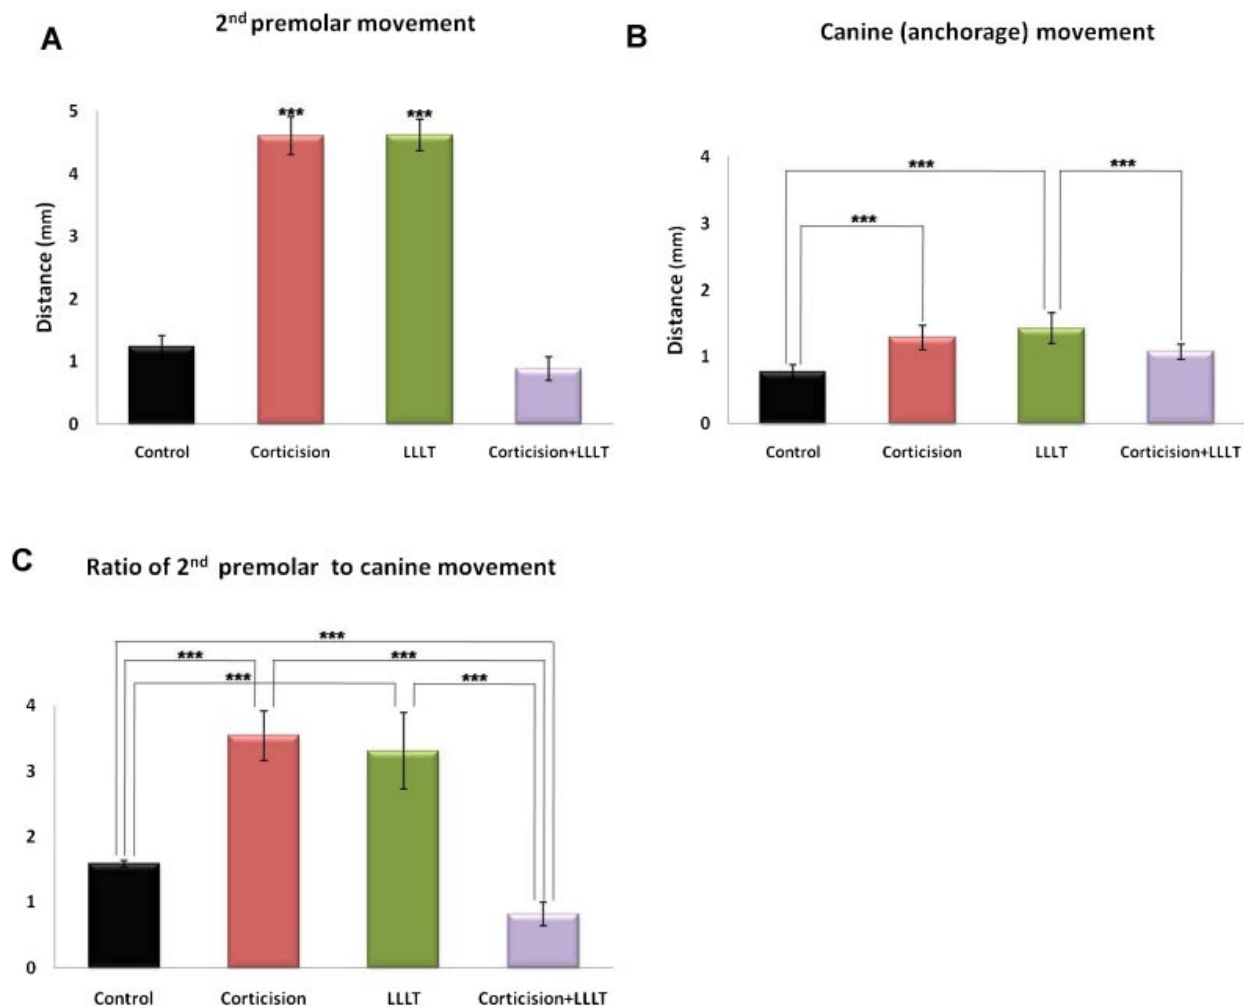 A
2nd premolar movement
Distance (mm)
5
4
3
2
1
0
*** ***
Control Corticision LLLT Corticision+LLLT
B
Canine (anchorage) movement
Distance (mm)
4
3
2
1
0
*** ***
***
Control Corticision LLLT Corticision+LLLT
C
Ratio of 2nd premolar to canine movement
***
*** ***
*** ***
4
3
2
1
0
Control Corticision LLLT Corticision+LLLT